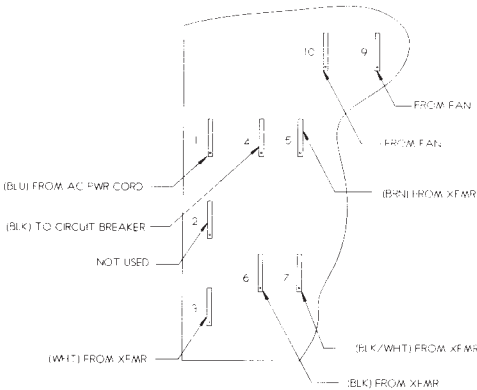 10 9
FROM FAN
1 4 5 FROM FAN
(BLU) FROM AC PWR CORD
(BRN) FROM XFMR
2
(BLK) TO CIRCUIT BREAKER
NOT USED
6 7
3
(BLK/WHT) FROM XFMR
(WHT) FROM XFMR
(BLK) FROM XFMR